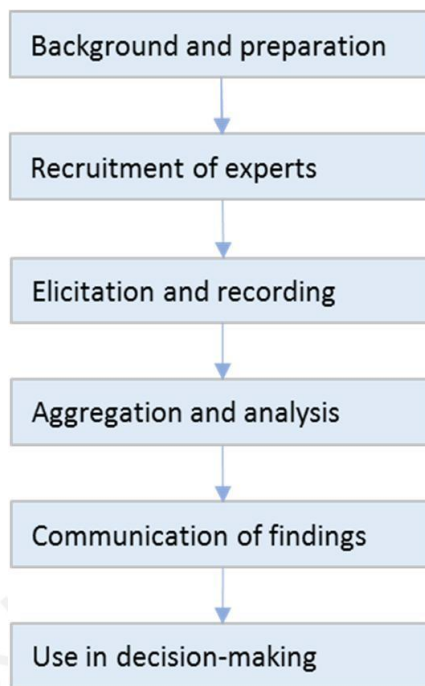 Background and preparation
Recruitment of experts
Elicitation and recording
Aggregation and analysis
Communication of findings
Use in decision-making